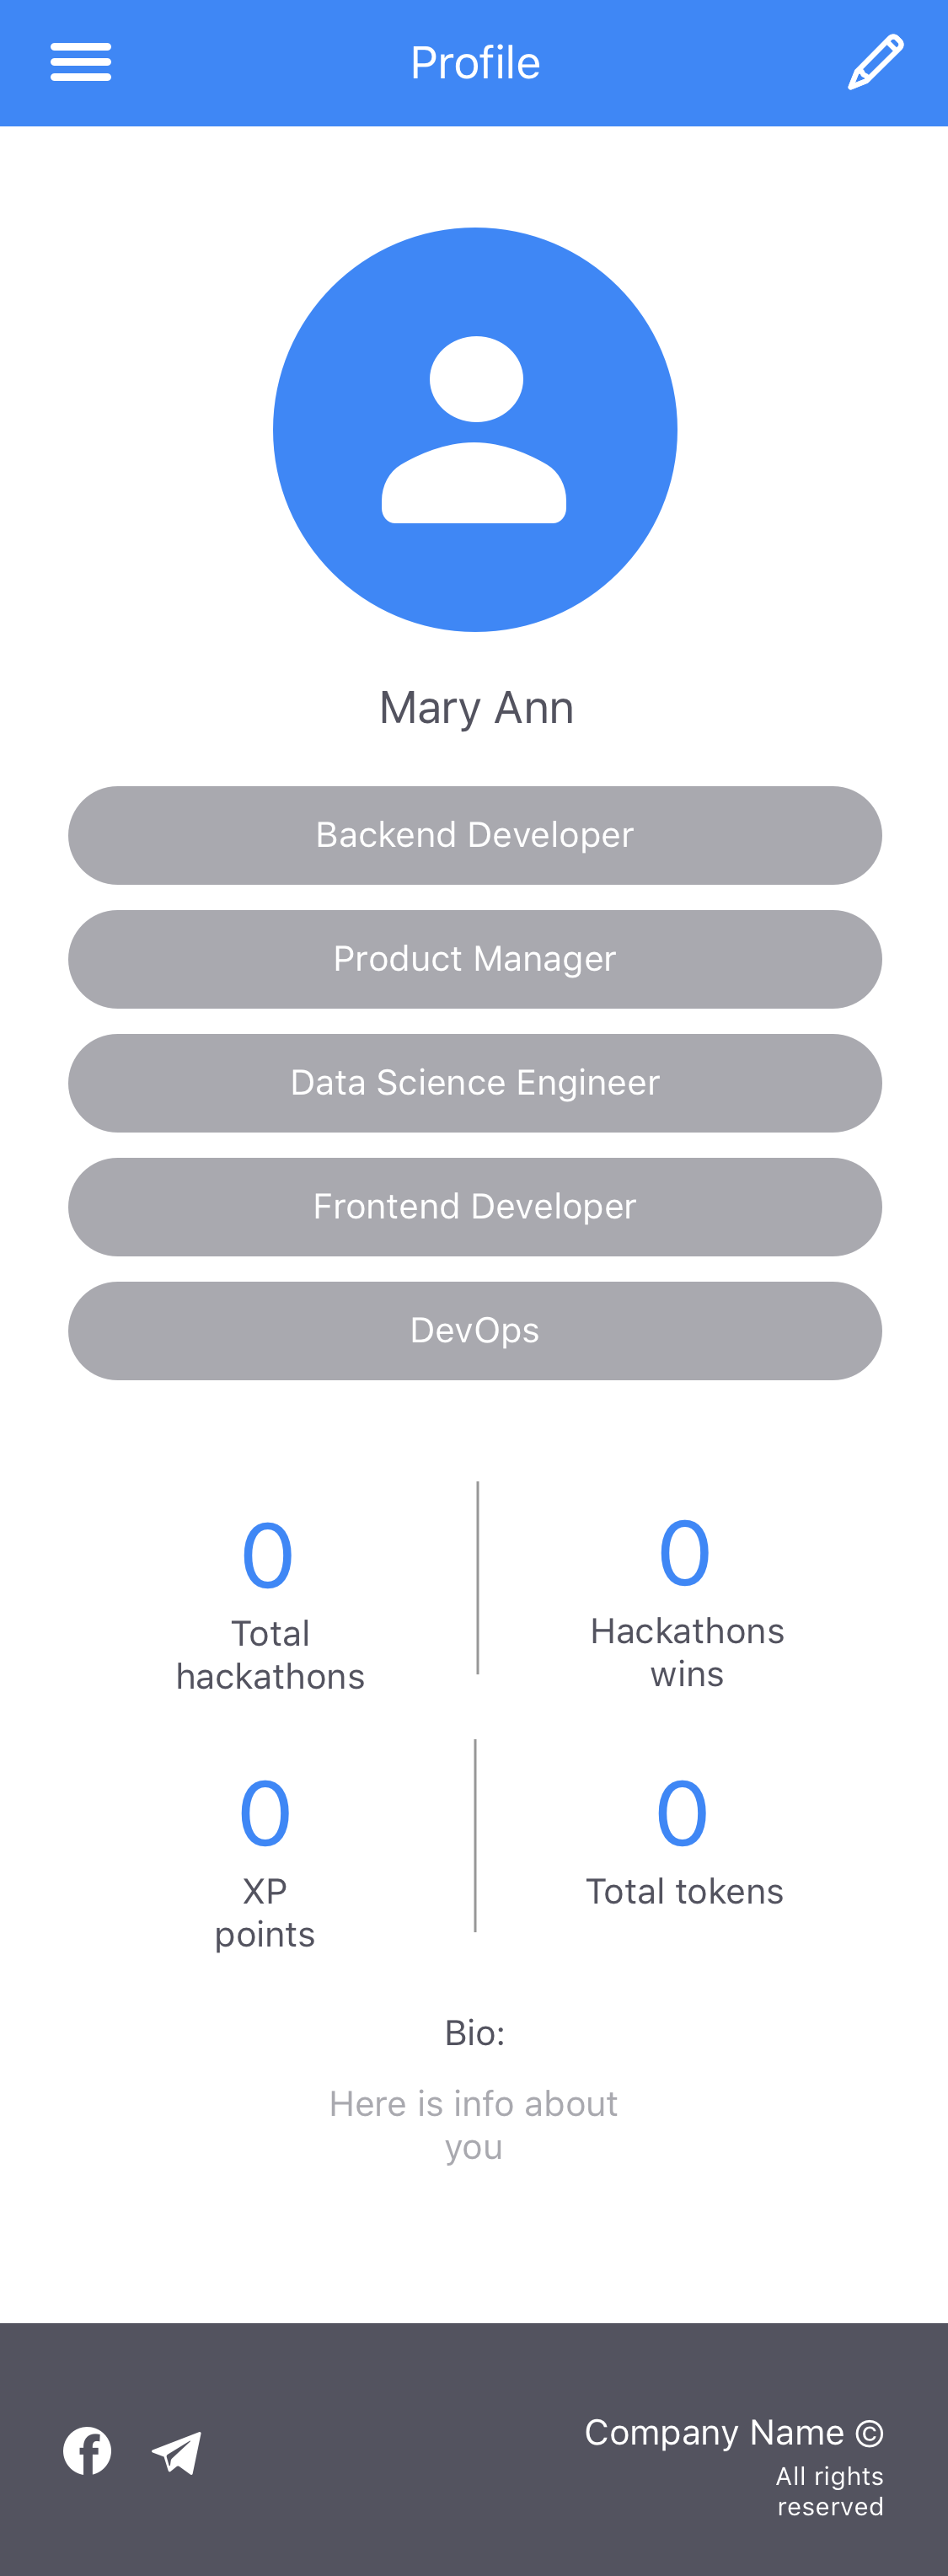 Profile
Mary Ann
Backend Developer
Product Manager
Data Science Engineer
Frontend Developer
DevOps
0
Total
hackathons
0
Hackathons
wins
0
XP
points
0
Total tokens
Bio:
Here is info about
you
Company Name ©
All rights
reserved